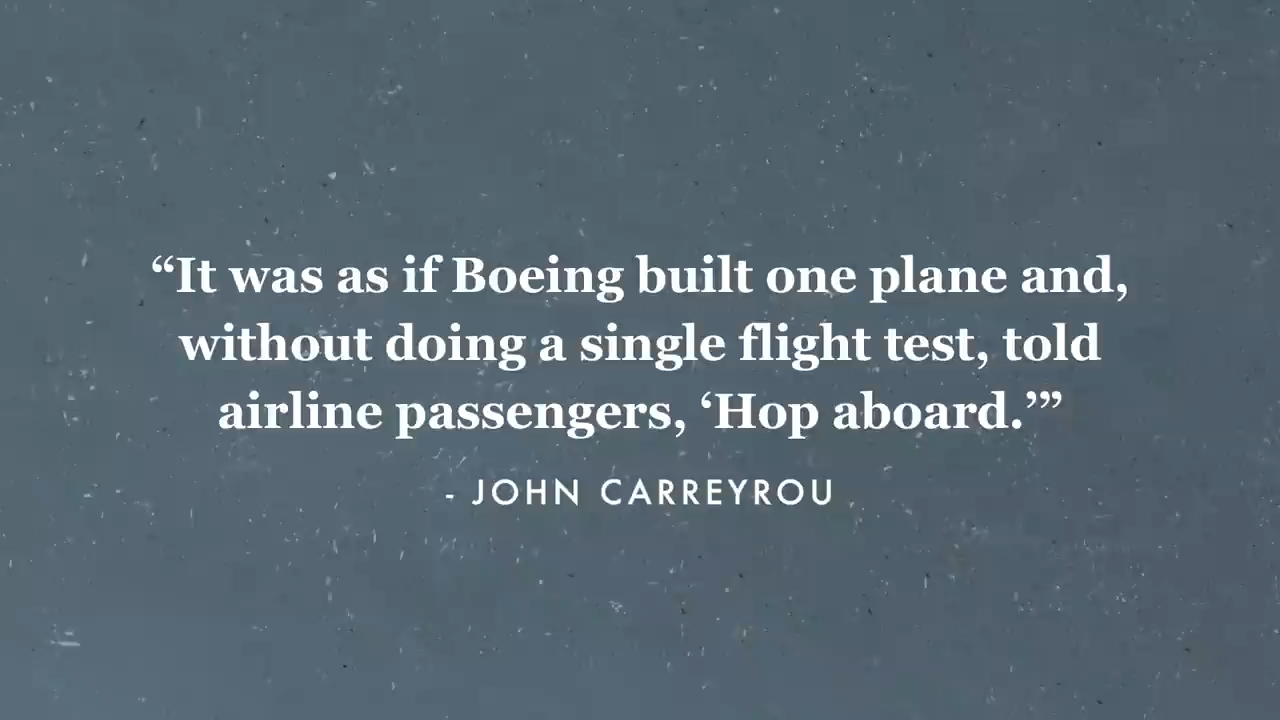 “It was as if Boeing built one plane and,
without doing a single flight test, told
airline passengers, ‘Hop aboard.’”
- JOHN CARREYROU